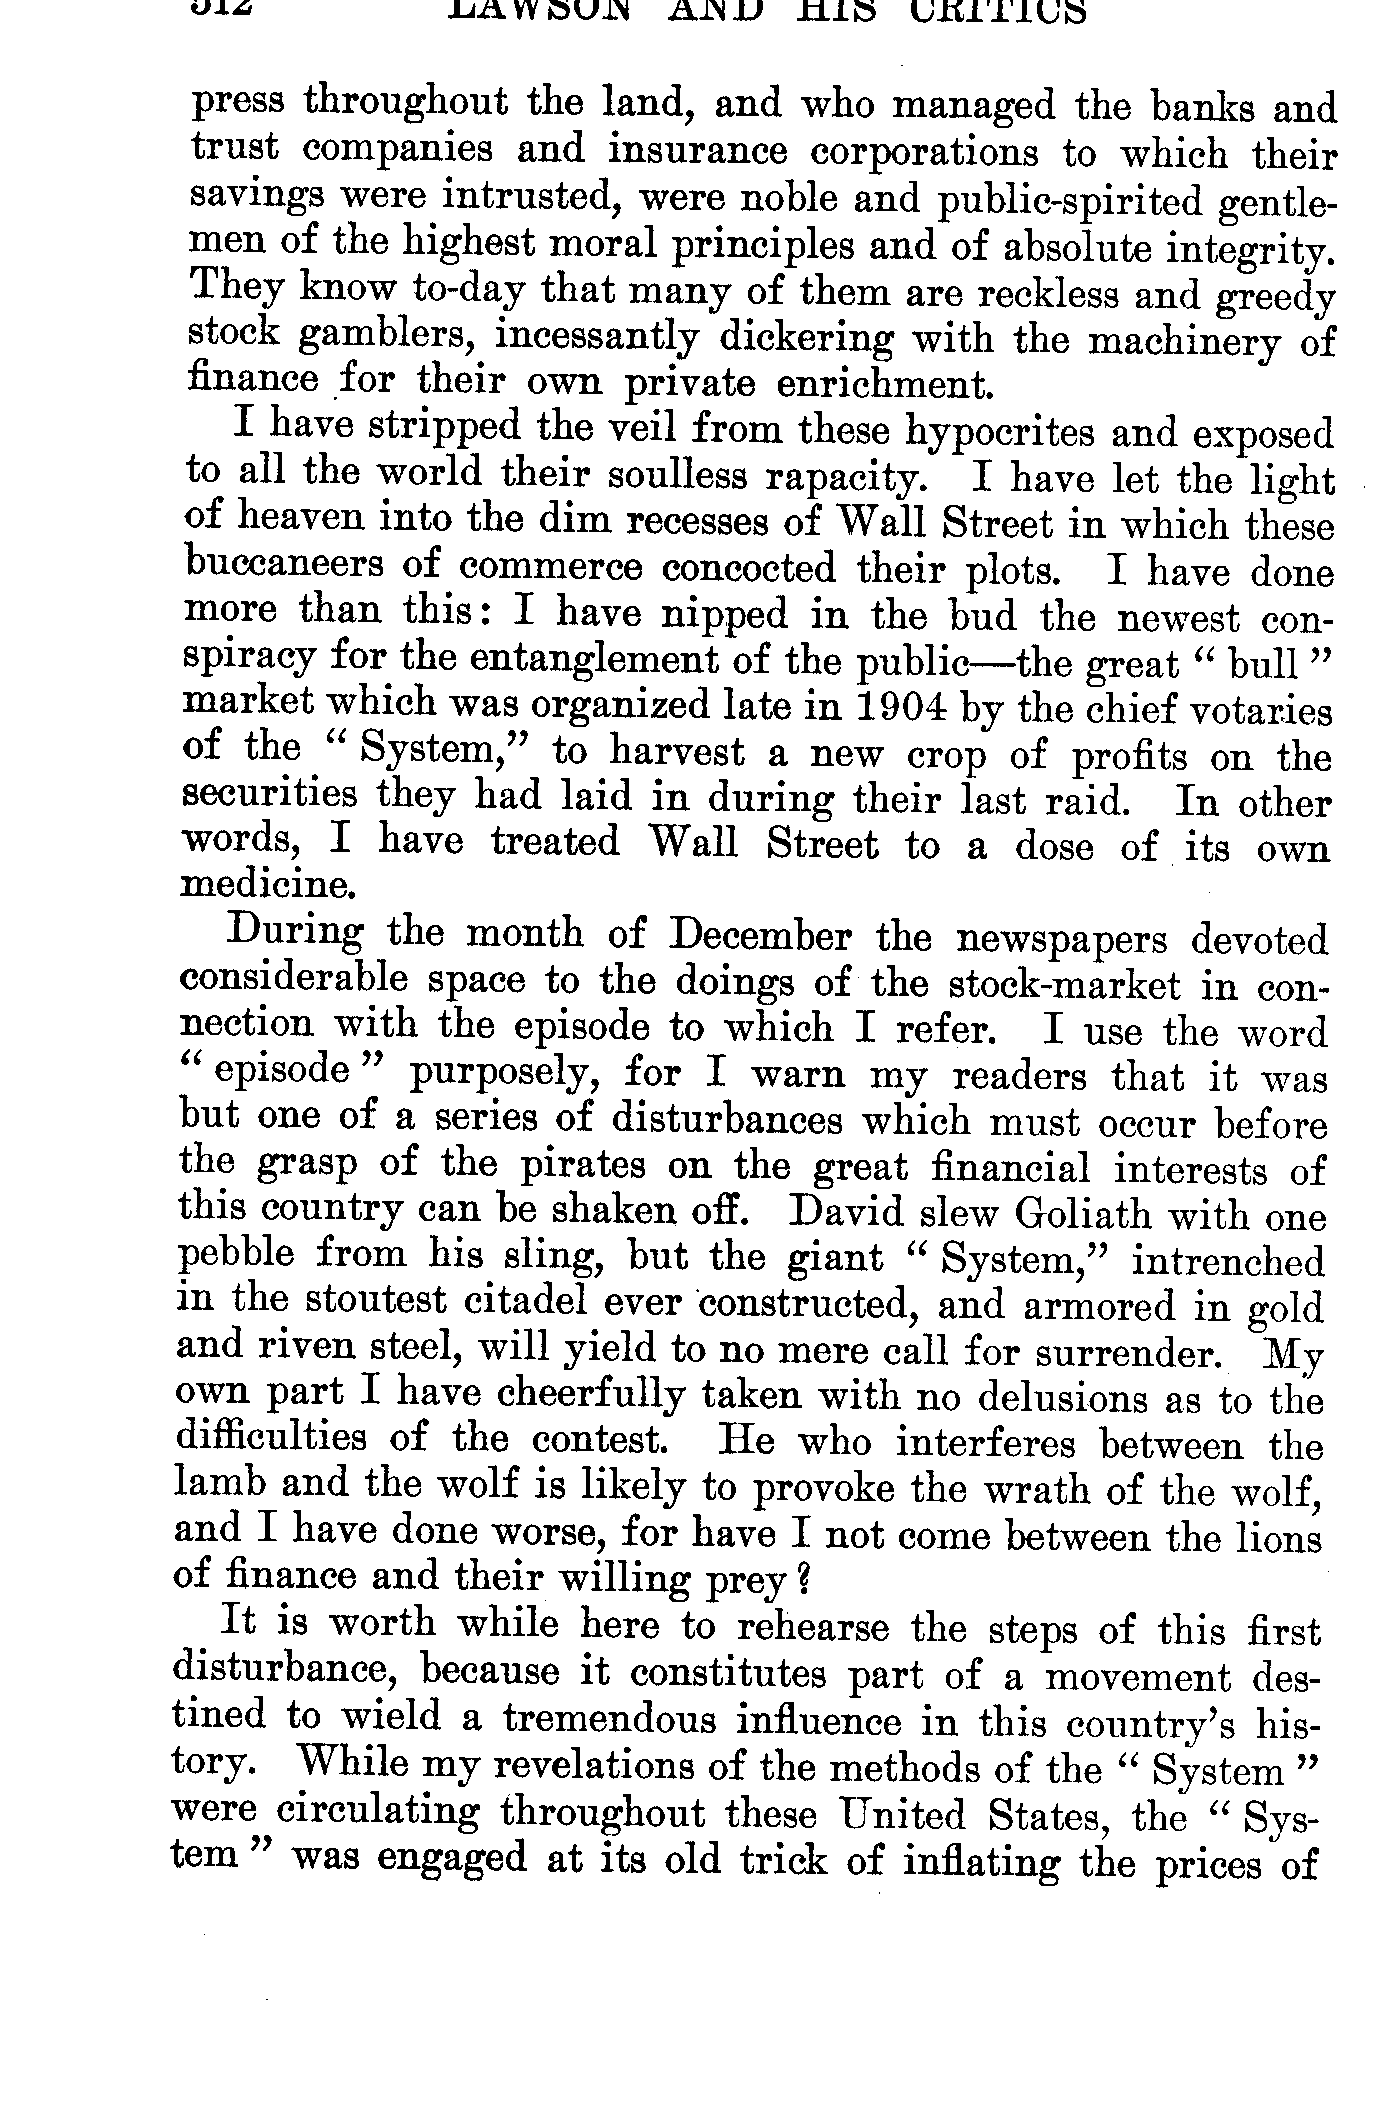 512 LAWSON AND HIS CRITICS
press throughout the land, and who managed the banks and
trust companies and insurance corporations to which their
savings were intrusted, were noble and public-spirited gentle-
men of the highest moral principles and of absolute integrity.
They know to-day that many of them are reckless and greedy
stock gamblers, incessantly dickering with the machinery of
finance for their own private enrichment.
I have stripped the veil from these hypocrites and exposed
to all the world their soulless rapacity. I have let the light
of heaven into the dim recesses of Wall Street in which these
buccaneers of commerce concocted their plots. I have done
more than this: I have nipped in the bud the newest con-
spiracy for the entanglement of the public—the great “ bull ”
market which was organized late in 1904 by the chief votaries
of the “ System,” to harvest a new crop of profits on the
securities they had laid in during their last raid. In other
words, I have treated Wall Street to a dose of its own
medicine.
During the month of December the newspapers devoted
considerable space to the doings of the stock-market in con-
nection with the episode to which I refer. I use the word
“ episode ” purposely, for I warn my readers that it was
but one of a series of disturbances which must occur before
the grasp of the pirates on the great financial interests of
this country can be shaken off. David slew Goliath with one
pebble from his sling, but the giant “ System,” intrenched
in the stoutest citadel ever constructed, and armored in gold
and riven steel, will yield to no mere call for surrender. My
own part I have cheerfully taken with no delusions as to the
difficulties of the contest. He who interferes between the
lamb and the wolf is likely to provoke the wrath of the wolf,
and I have done worse, for have I not come between the lions
of finance and their willing prey?
It is worth while here to rehearse the steps of this first
disturbance, because it constitutes part of a movement des-
tined to wield a tremendous influence in this country's his-
tory. While my revelations of the methods of the “ System ”
were circulating throughout these United States, the “ Sys-
tem ” was engaged at its old trick of inflating the prices of